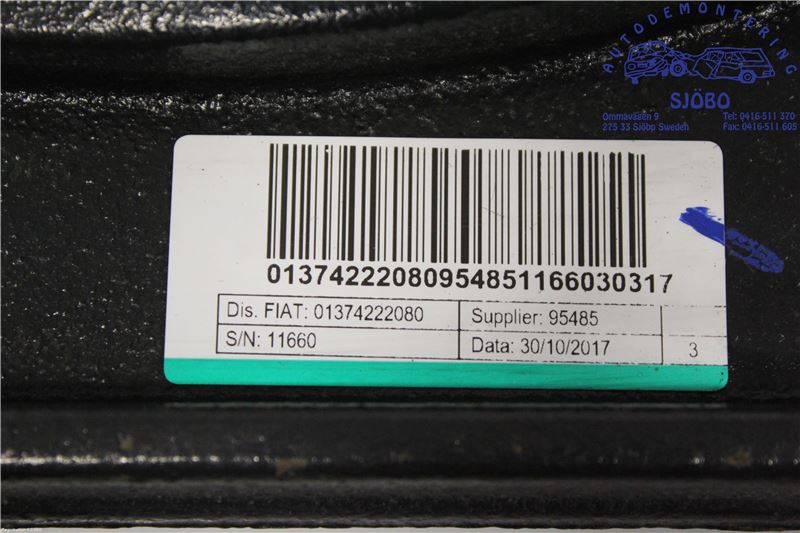 AUTODEMONTERING
SJÖBO
Ommavägen 9
275 33 Sjöbo Sweden
Tel: 0416-511 370
Fax: 0416-511 605
01374222080954851166030317
Dis. FIAT: 01374222080
Supplier: 95485
S/N: 11660
Data: 30/10/2017
3